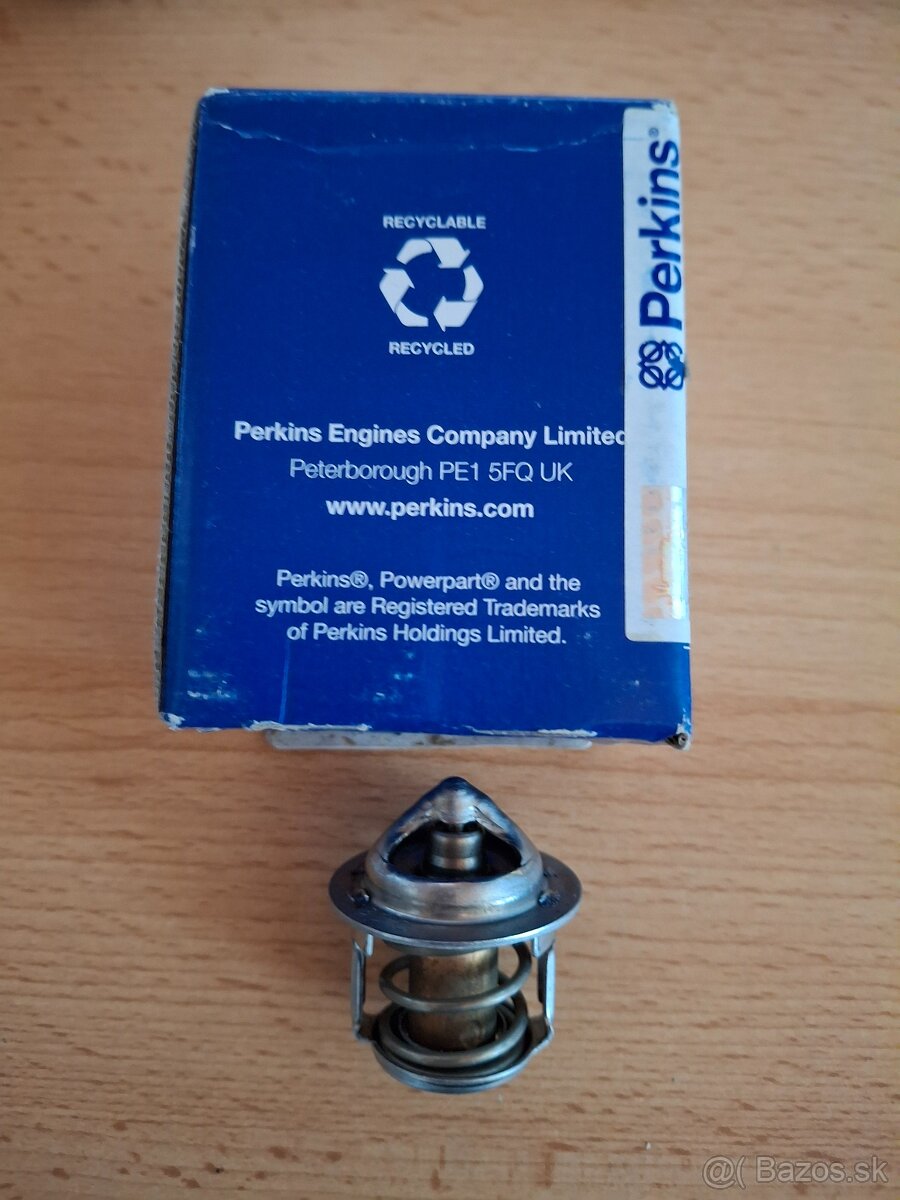 RECYCLABLE
RECYCLED
Perkins Engines Company Limited
Peterborough PE1 5FQ UK
www.perkins.com
Perkins®, Powerpart® and the
symbol are Registered Trademarks
of Perkins Holdings Limited.
Perkins®
@( Bazos.sk